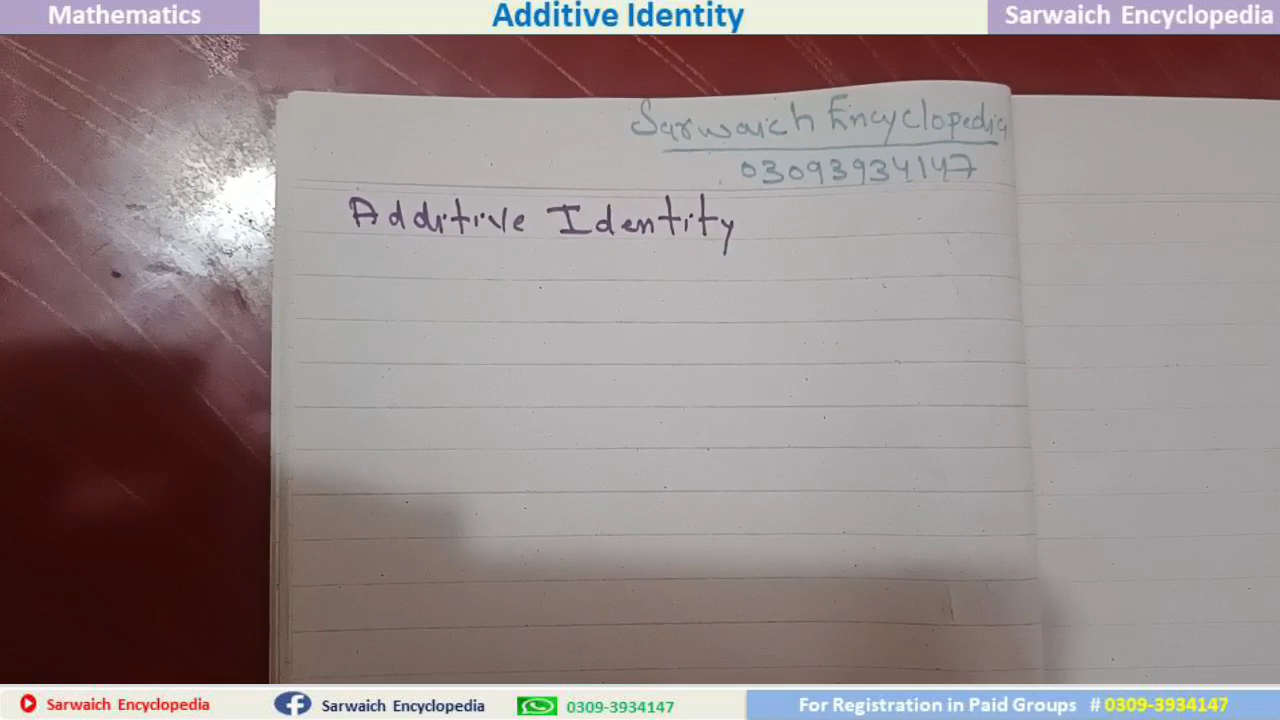 Mathematics
Additive Identity
Sarwaich Encyclopedia
Sarwaich Encyclopedia
03093934147
Additive Identity
Sarwaich Encyclopedia
Sarwaich Encyclopedia
0309-3934147
For Registration in Paid Groups # 0309-3934147